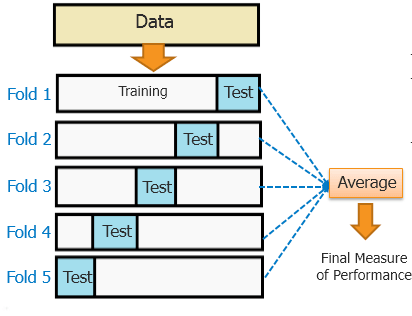 Data
Fold 1
Training
Test
Fold 2
Test
Fold 3
Test
Fold 4
Test
Fold 5
Test
Average
Final Measure
of Performance